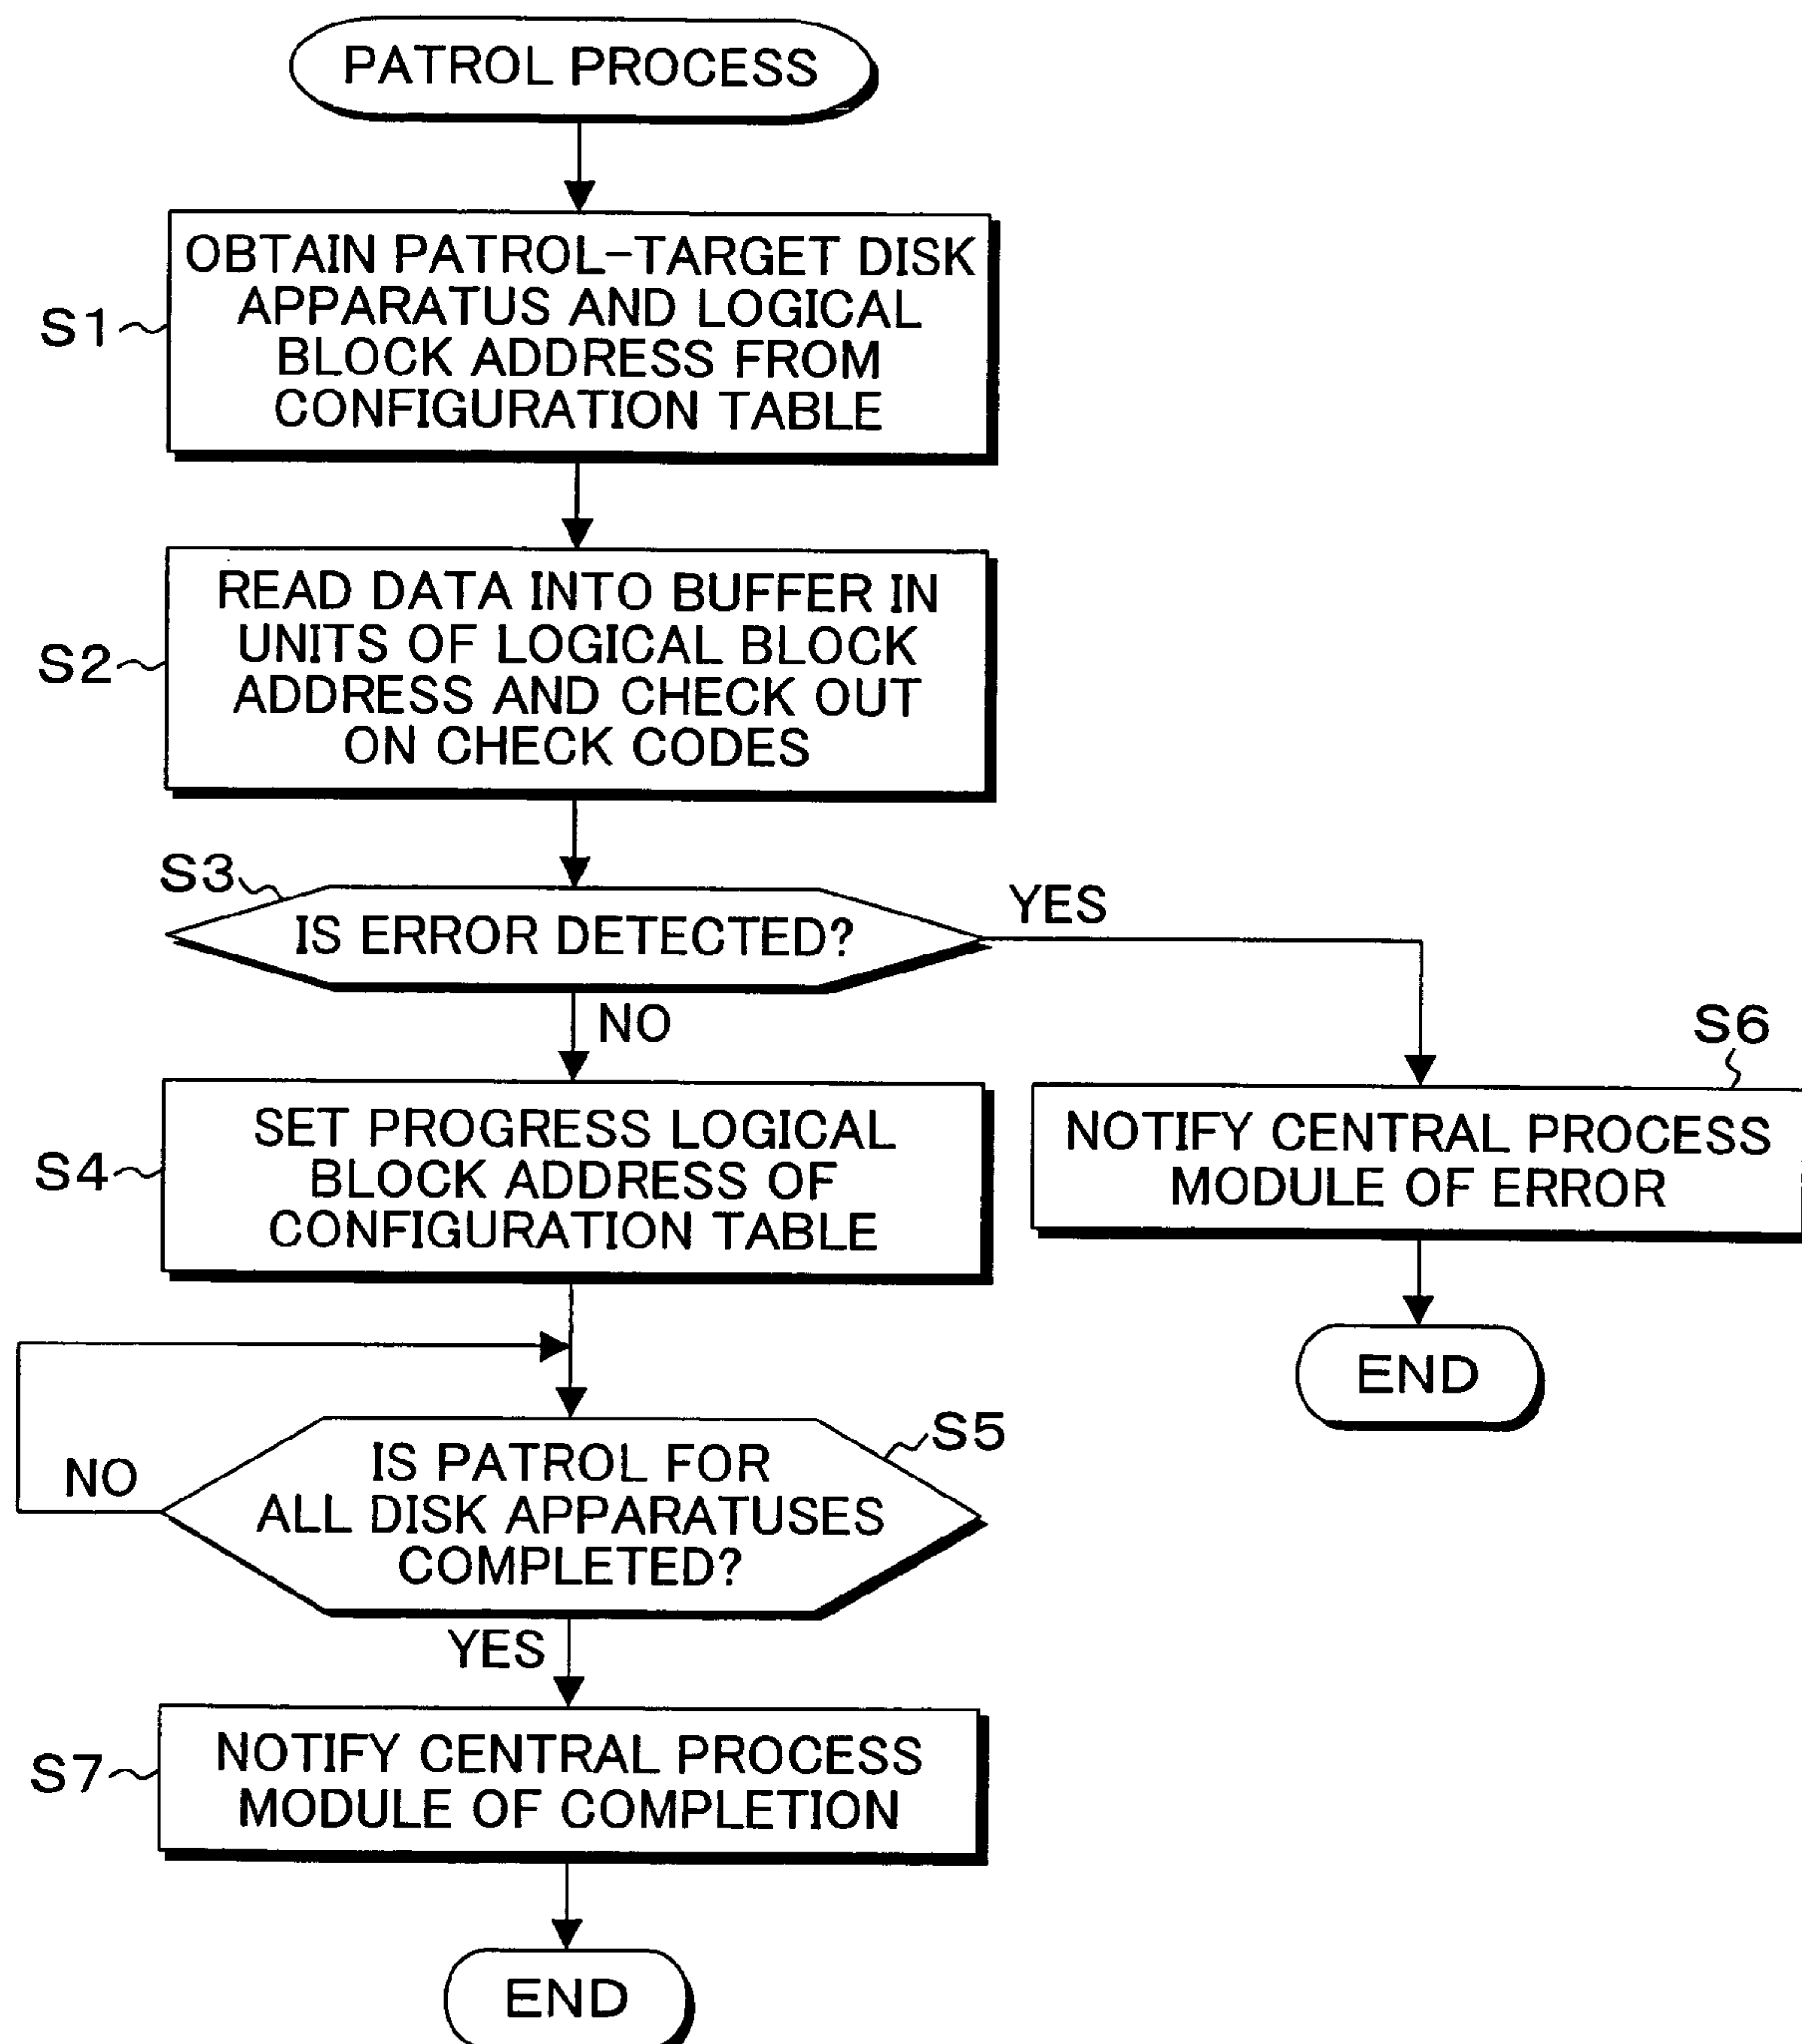 PATROL PROCESS
S1
OBTAIN PATROL-TARGET DISK
APPARATUS AND LOGICAL
BLOCK ADDRESS FROM
CONFIGURATION TABLE
S2
READ DATA INTO BUFFER IN
UNITS OF LOGICAL BLOCK
ADDRESS AND CHECK OUT
ON CHECK CODES
S3
IS ERROR DETECTED?
YES
NO
S4
SET PROGRESS LOGICAL
BLOCK ADDRESS OF
CONFIGURATION TABLE
S6
NOTIFY CENTRAL PROCESS
MODULE OF ERROR
END
S5
IS PATROL FOR
ALL DISK APPARATUSES
COMPLETED?
NO
YES
S7
NOTIFY CENTRAL PROCESS
MODULE OF COMPLETION
END